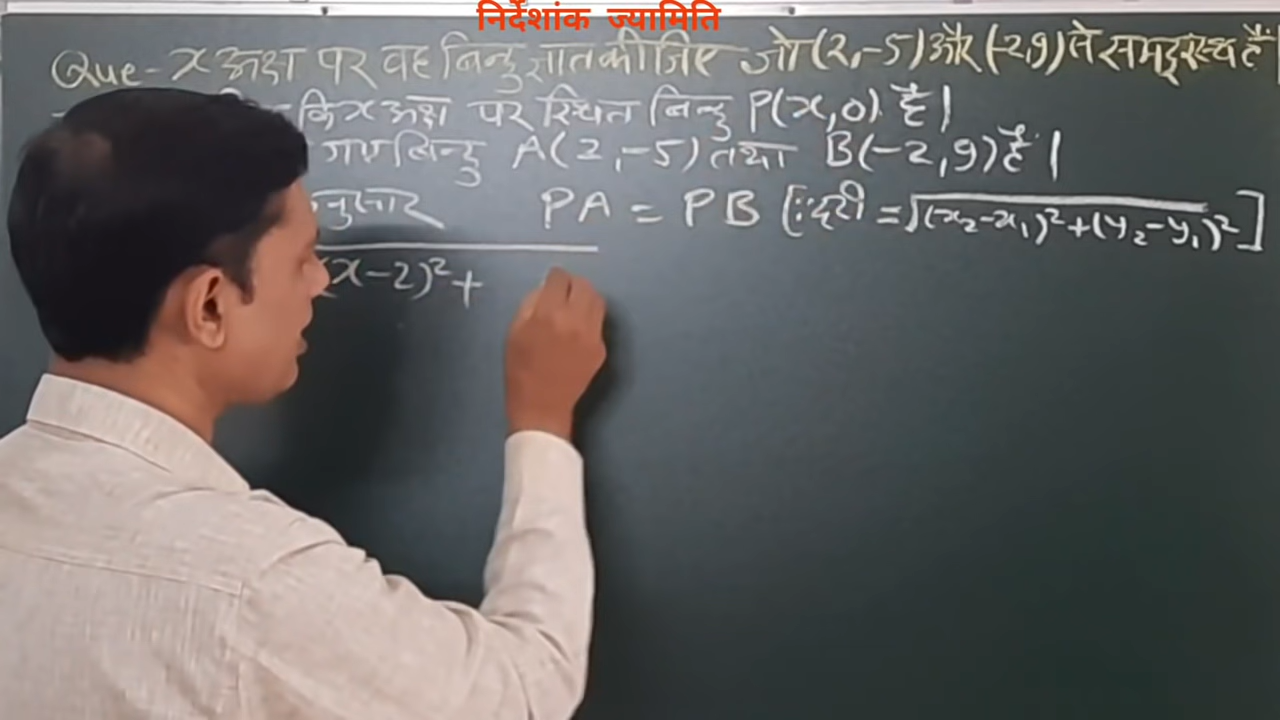 निर्देशांक ज्यामिति
Que - x अक्ष पर वह बिन्दु ज्ञात कीजिए जो (2,-5) और (-2,9) से समदूरस्थ है
कि x अक्ष पर स्थित बिन्दु P(x,0) है।
गए बिन्दु A(2,-5) तथा B(-2,9) है।
नुसार PA = PB [∵ दूरी = √(x₂-x₁)²+(y₂-y₁)²]
(x-2)²+